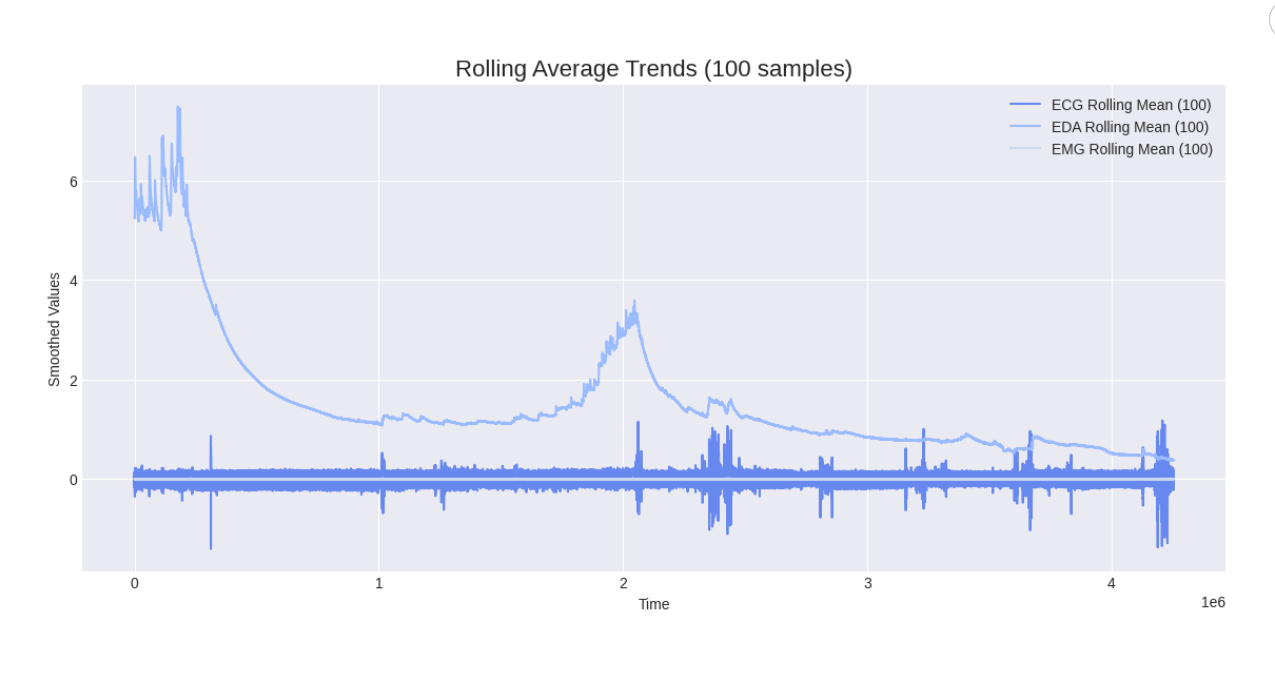 Rolling Average Trends (100 samples)
ECG Rolling Mean (100)
EDA Rolling Mean (100)
EMG Rolling Mean (100)
Smoothed Values
6
4
2
0
0 1 2 3 4
Time
1e6